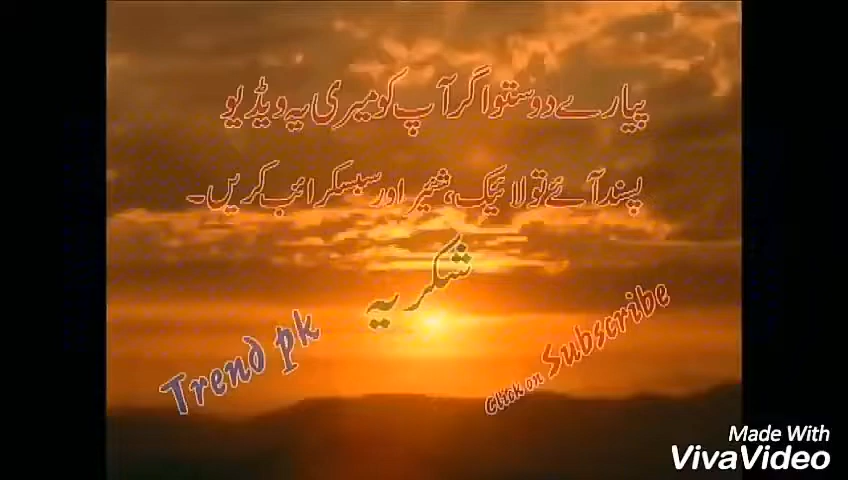 پیارے دوستو اگر آپ کو میری یہ ویڈیو
پسند آئے تو لائیک، شئیر اور سبسکرائب کریں۔
شکریہ
Trend pk
Click on Subscribe
Made With
VivaVideo